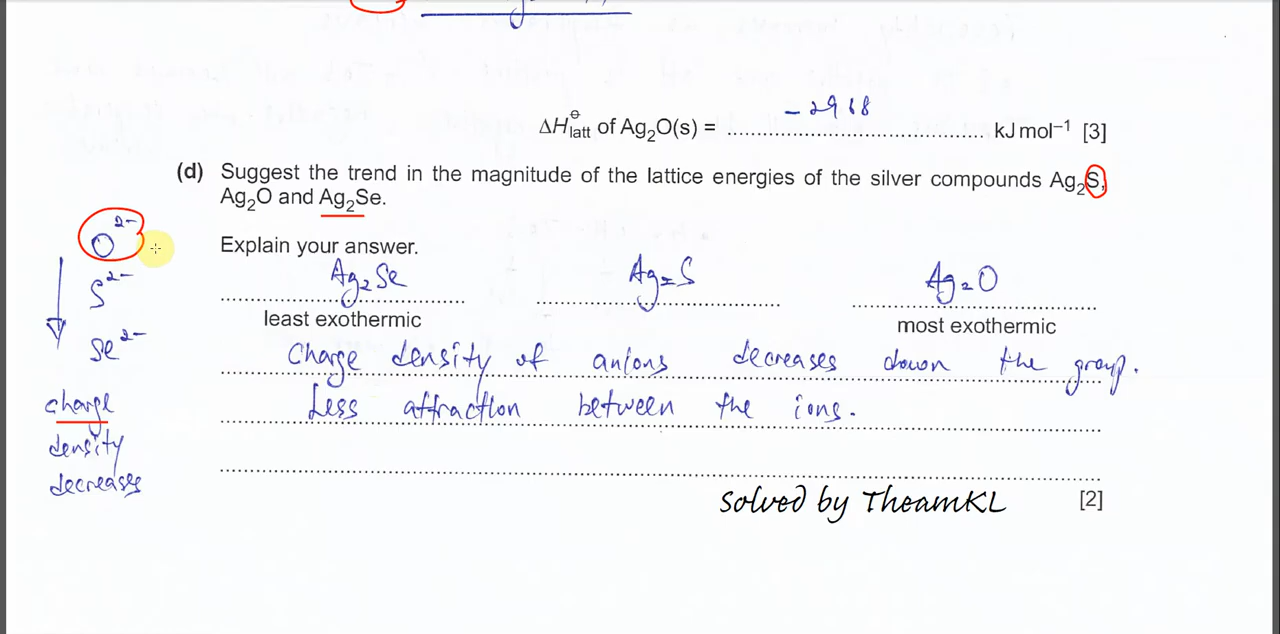 ΔH⦵latt of Ag₂O(s) = ........ − 2968 ........ kJ mol⁻¹ [3]
(d) Suggest the trend in the magnitude of the lattice energies of the silver compounds Ag₂S,
Ag₂O and Ag₂Se.
O²⁻
Explain your answer.
S²⁻
Ag₂Se Ag₂S Ag₂O
least exothermic most exothermic
Se²⁻
Charge density of anions decreases down the group.
Less attraction between the ions.
charge
density
decreases
Solved by TheamKL [2]